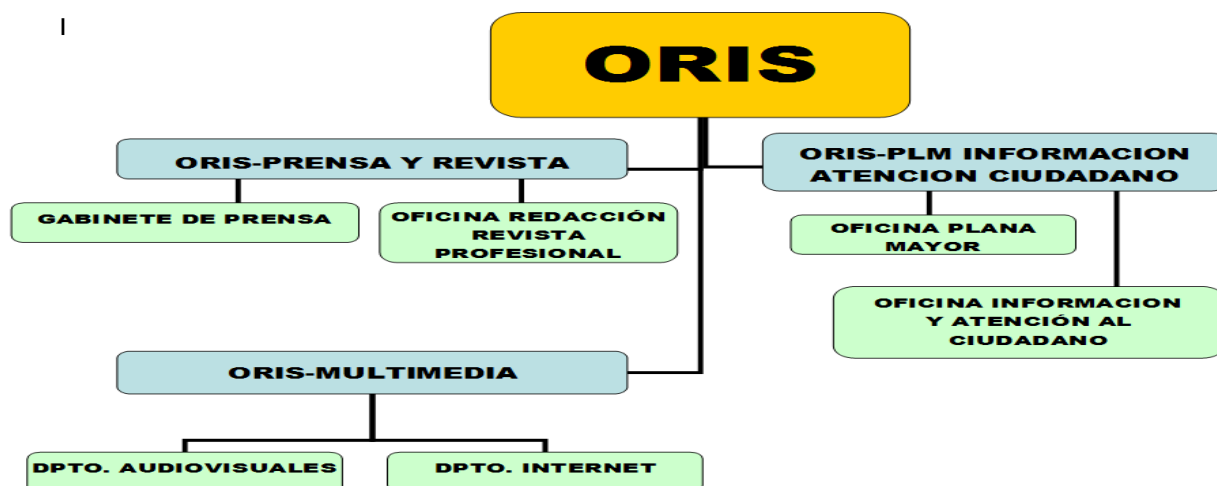 I
ORIS
ORIS-PRENSA Y REVISTA
ORIS-PLM INFORMACION
ATENCION CIUDADANO
GABINETE DE PRENSA
OFICINA REDACCIÓN
REVISTA
PROFESIONAL
OFICINA PLANA
MAYOR
OFICINA INFORMACION
Y ATENCIÓN AL
CIUDADANO
ORIS-MULTIMEDIA
DPTO. AUDIOVISUALES
DPTO. INTERNET